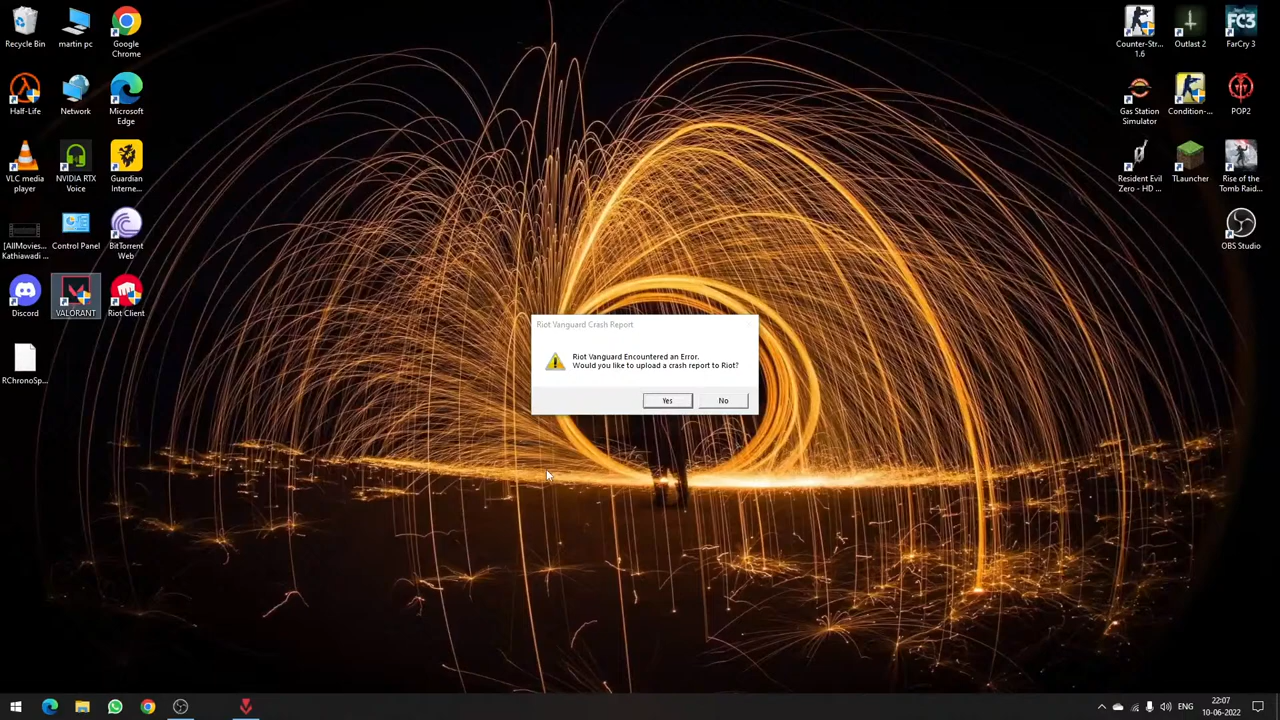 Recycle Bin
martin pc
Google
Chrome
Half-Life
Network
Microsoft
Edge
VLC media
player
NVIDIA RTX
Voice
Guardian
Interne...
[AllMovies...
Kathiawadi ...
Control Panel
BitTorrent
Web
Discord
VALORANT
Riot Client
RChronoSp...
Counter-Str...
1.6
Outlast 2
FC3
FarCry 3
Gas Station
Simulator
Condition-...
POP2
Resident Evil
Zero - HD ...
TLauncher
Rise of the
Tomb Raid...
OBS Studio
Riot Vanguard Crash Report
Riot Vanguard Encountered an Error.
Would you like to upload a crash report to Riot?
Yes
No
ENG
22:07
10-06-2022